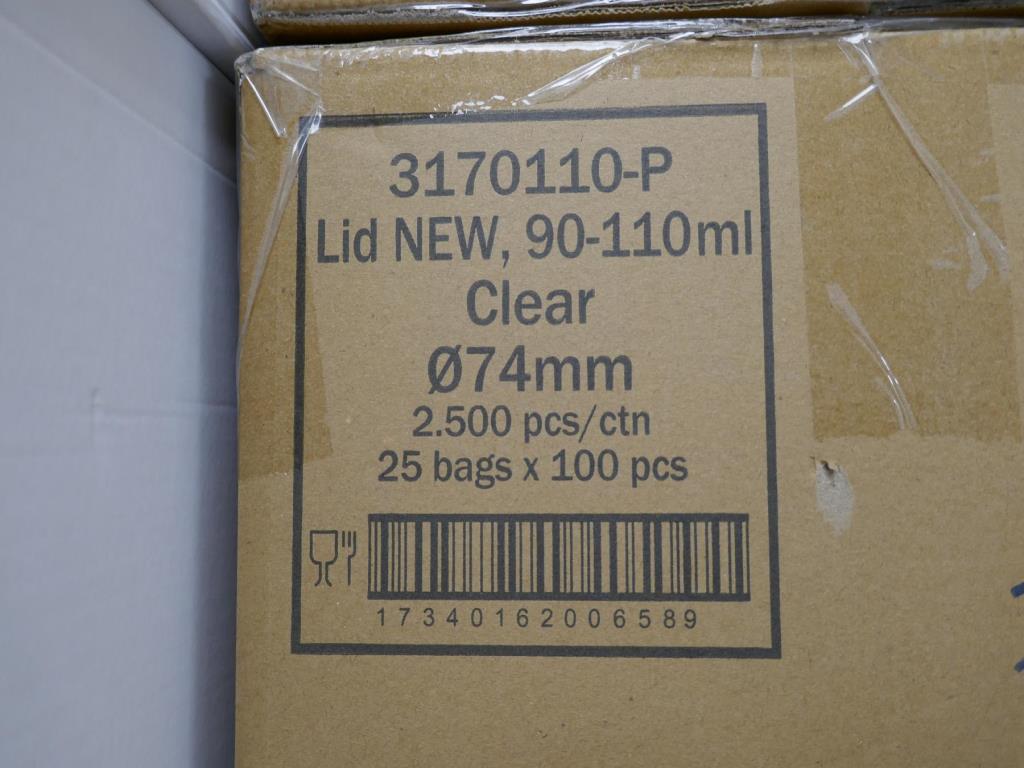 3170110-P
Lid NEW, 90-110ml
Clear
Ø74mm
2.500 pcs/ctn
25 bags x 100 pcs
17340162006589